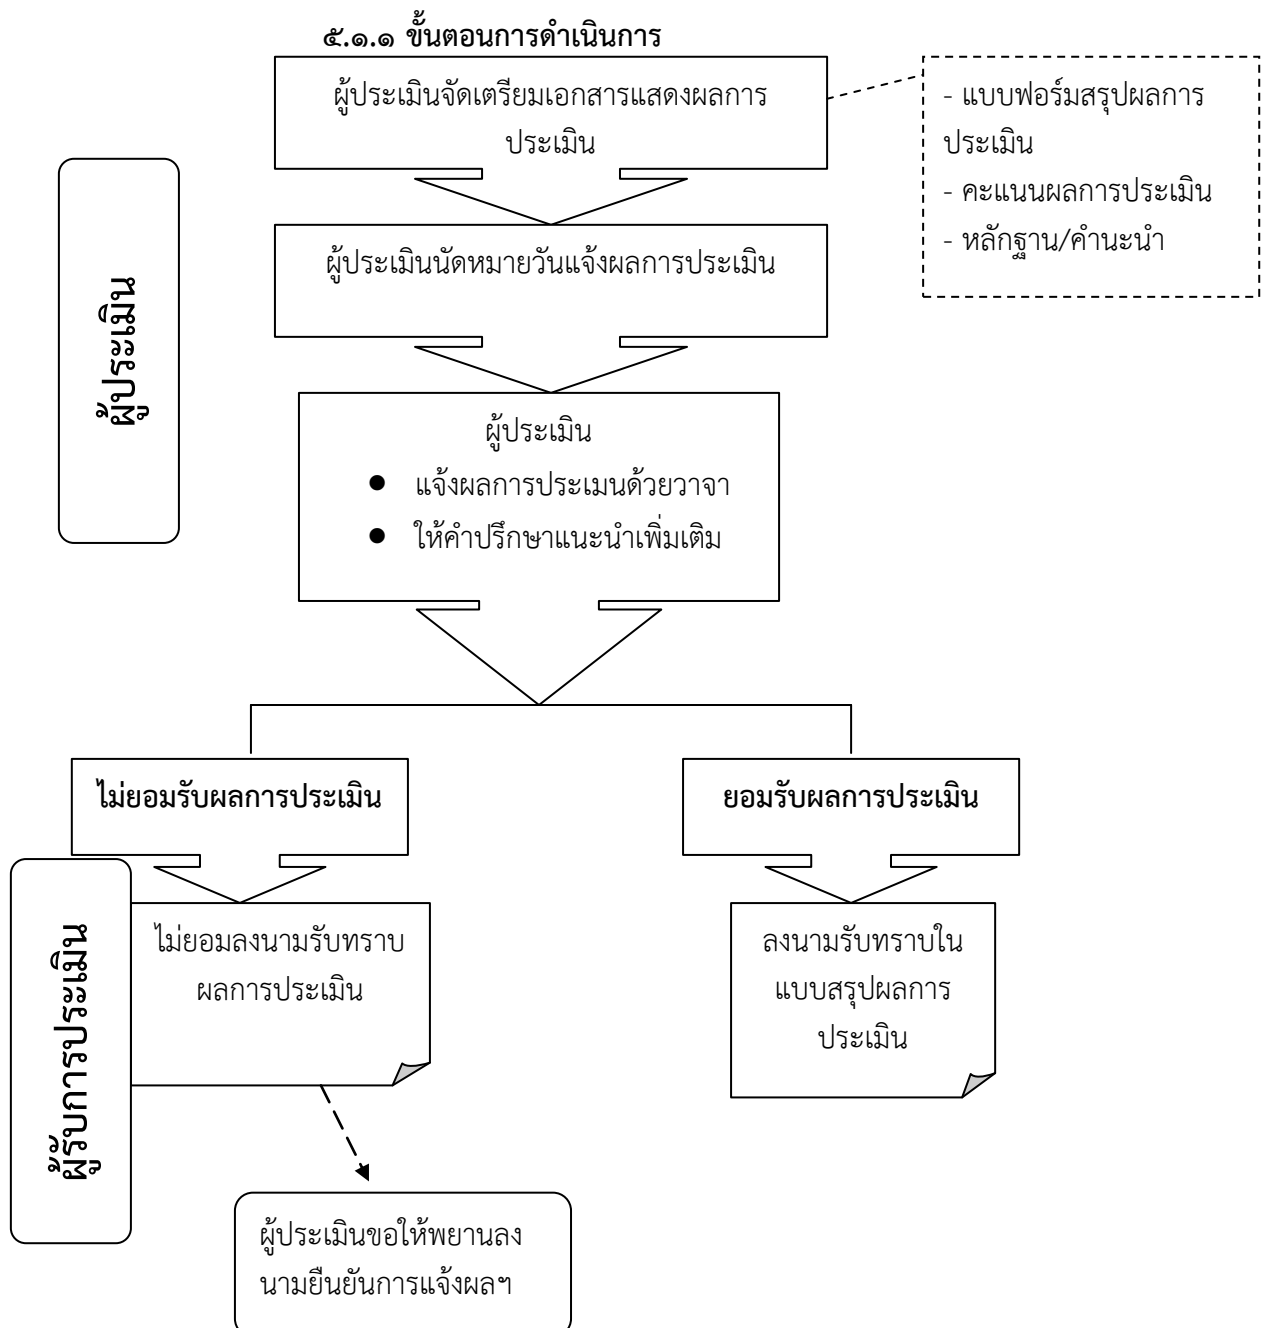 ๕.๑.๑ ขั้นตอนการดำเนินการ
ผู้ประเมินจัดเตรียมเอกสารแสดงผลการ
ประเมิน
- แบบฟอร์มสรุปผลการ
ประเมิน
- คะแนนผลการประเมิน
- หลักฐาน/คำนะนำ
ผู้ประเมิน
ผู้ประเมินนัดหมายวันแจ้งผลการประเมิน
ผู้ประเมิน
● แจ้งผลการประเมนด้วยวาจา
● ให้คำปรึกษาแนะนำเพิ่มเติม
ไม่ยอมรับผลการประเมิน
ยอมรับผลการประเมิน
ผู้รับการประเมิน
ไม่ยอมลงนามรับทราบ
ผลการประเมิน
ลงนามรับทราบใน
แบบสรุปผลการ
ประเมิน
ผู้ประเมินขอให้พยานลง
นามยืนยันการแจ้งผลฯ